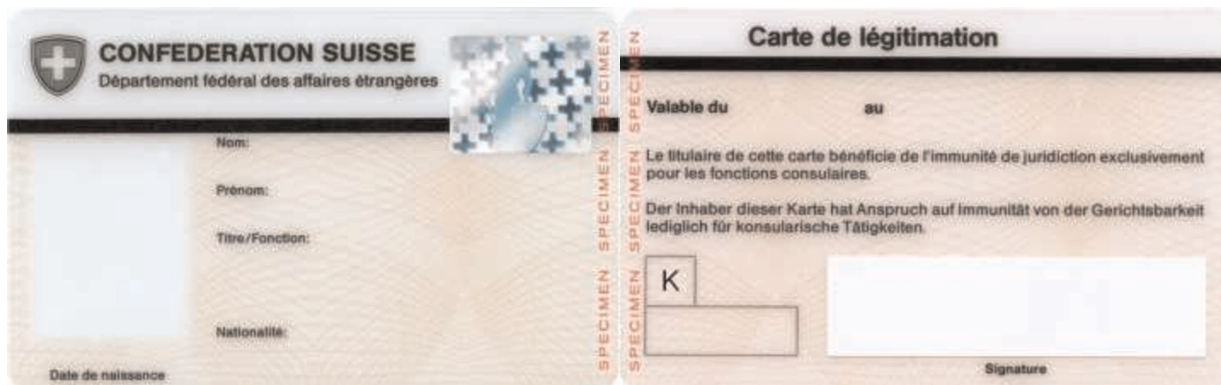 CONFEDERATION SUISSE
Département fédéral des affaires étrangères
Nom:
Prénom:
Titre/Fonction:
Nationalité:
Date de naissance
SPECIMEN SPECIMEN SPECIMEN
SPECIMEN SPECIMEN SPECIMEN
Carte de légitimation
Valable du au
Le titulaire de cette carte bénéficie de l'immunité de juridiction exclusivement
pour les fonctions consulaires.
Der Inhaber dieser Karte hat Anspruch auf Immunität von der Gerichtsbarkeit
lediglich für konsularische Tätigkeiten.
K
Signature